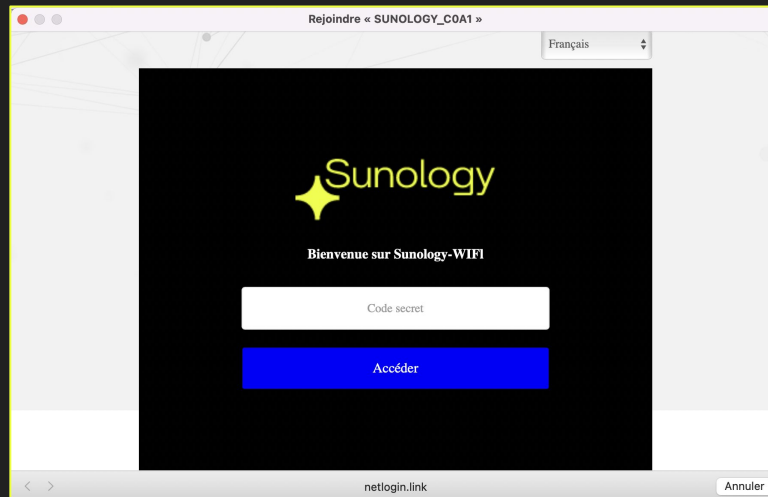 Rejoindre « SUNOLOGY_C0A1 »
Français
Sunology
Bienvenue sur Sunology-WIFI
Code secret
Accéder
netlogin.link
Annuler